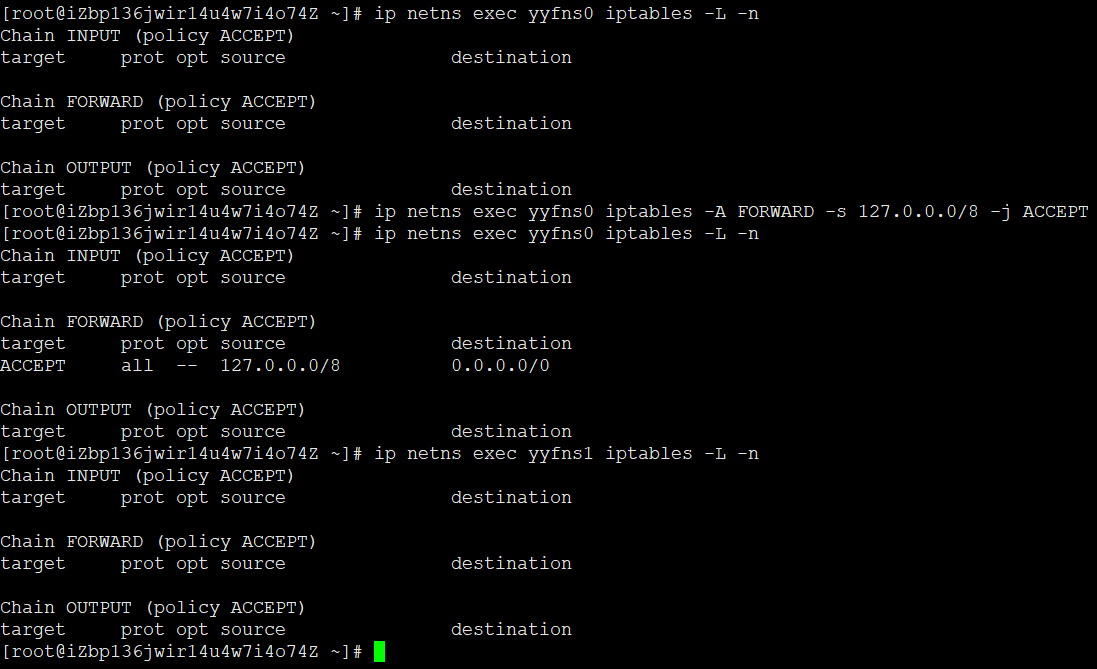 [root@iZbp136jwir14u4w7i4o74Z ~]# ip netns exec yyfns0 iptables -L -n
Chain INPUT (policy ACCEPT)
target     prot opt source               destination

Chain FORWARD (policy ACCEPT)
target     prot opt source               destination

Chain OUTPUT (policy ACCEPT)
target     prot opt source               destination
[root@iZbp136jwir14u4w7i4o74Z ~]# ip netns exec yyfns0 iptables -A FORWARD -s 127.0.0.0/8 -j ACCEPT
[root@iZbp136jwir14u4w7i4o74Z ~]# ip netns exec yyfns0 iptables -L -n
Chain INPUT (policy ACCEPT)
target     prot opt source               destination

Chain FORWARD (policy ACCEPT)
target     prot opt source               destination
ACCEPT     all  --  127.0.0.0/8          0.0.0.0/0

Chain OUTPUT (policy ACCEPT)
target     prot opt source               destination
[root@iZbp136jwir14u4w7i4o74Z ~]# ip netns exec yyfns1 iptables -L -n
Chain INPUT (policy ACCEPT)
target     prot opt source               destination

Chain FORWARD (policy ACCEPT)
target     prot opt source               destination

Chain OUTPUT (policy ACCEPT)
target     prot opt source               destination
[root@iZbp136jwir14u4w7i4o74Z ~]#